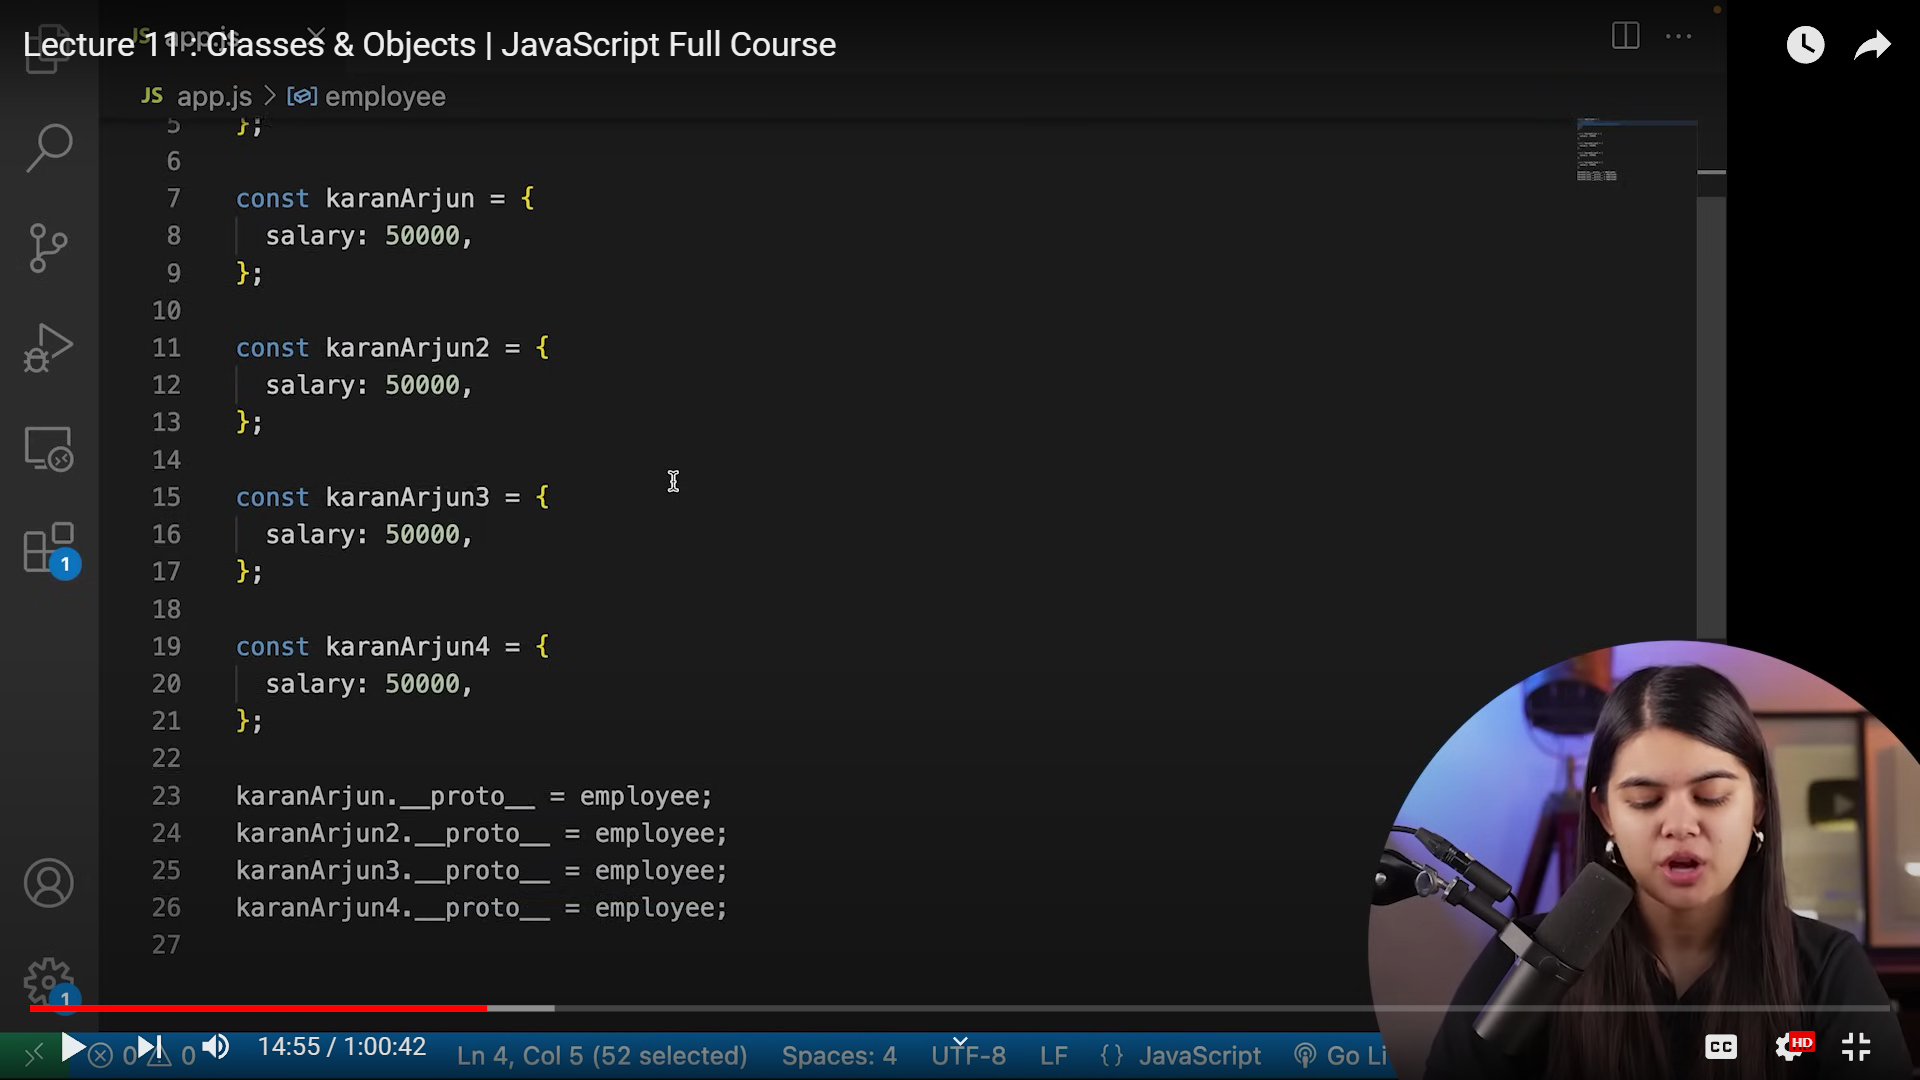 Lecture 11 : Classes & Objects | JavaScript Full Course
JS app.js
JS app.js > employee
5 };
6
7 const karanArjun = {
8 salary: 50000,
9 };
10
11 const karanArjun2 = {
12 salary: 50000,
13 };
14
15 const karanArjun3 = {
16 salary: 50000,
17 };
18
19 const karanArjun4 = {
20 salary: 50000,
21 };
22
23 karanArjun.__proto__ = employee;
24 karanArjun2.__proto__ = employee;
25 karanArjun3.__proto__ = employee;
26 karanArjun4.__proto__ = employee;
27
1
1
14:55 / 1:00:42
0 0 Ln 4, Col 5 (52 selected) Spaces: 4 UTF-8 LF {} JavaScript Go Li
CC HD